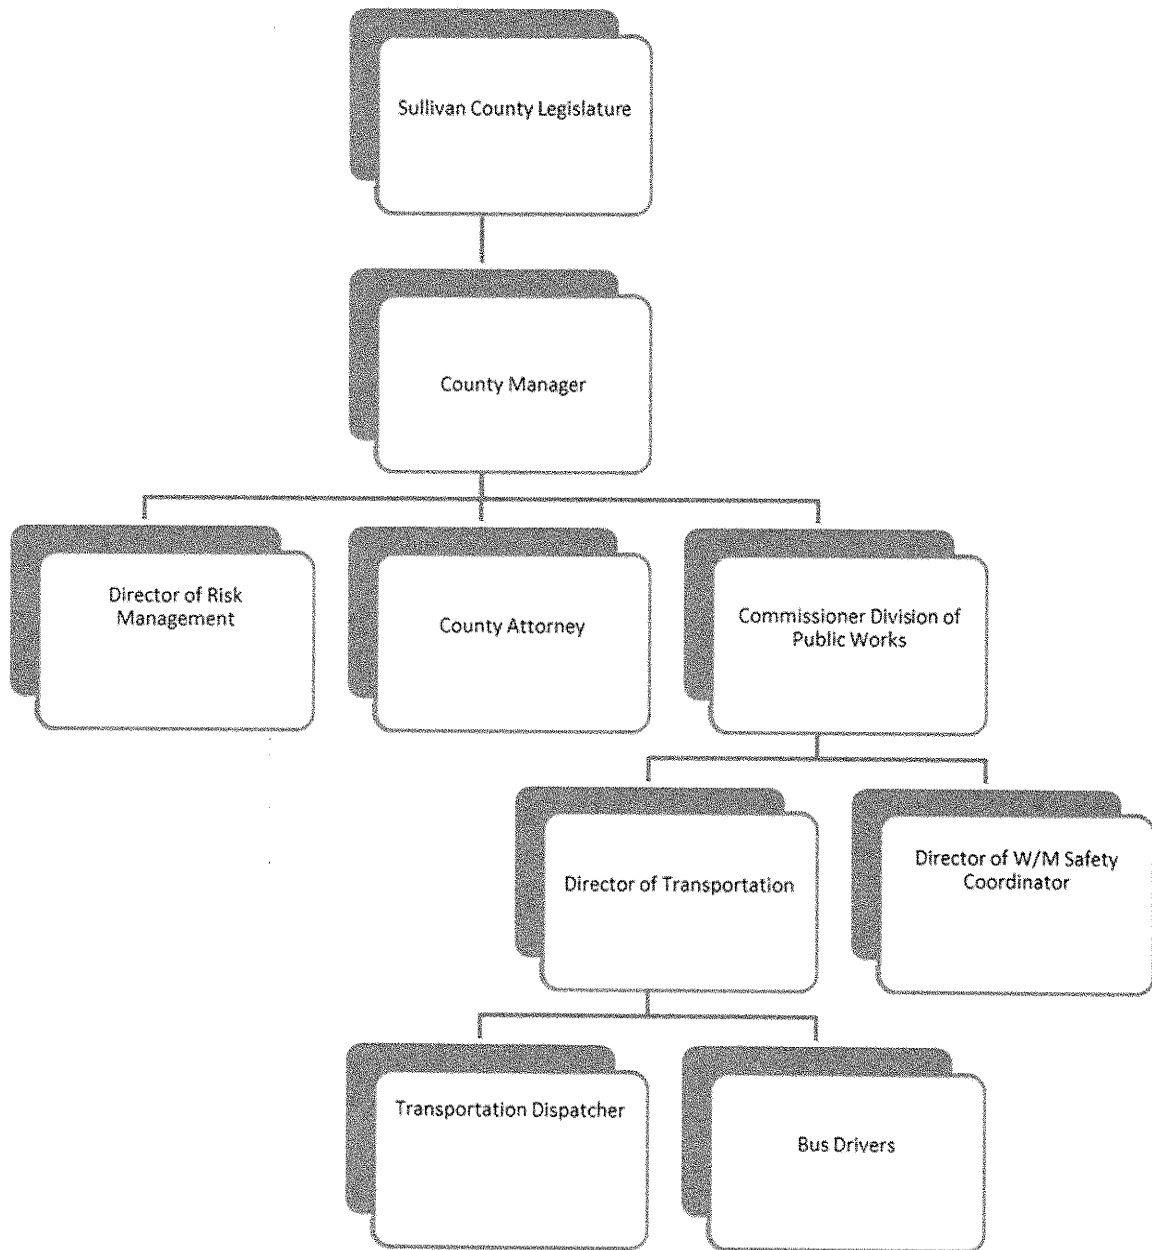 Sullivan County Legislature
County Manager
Director of Risk
Management
County Attorney
Commissioner Division of
Public Works
Director of Transportation
Director of W/M Safety
Coordinator
Transportation Dispatcher
Bus Drivers